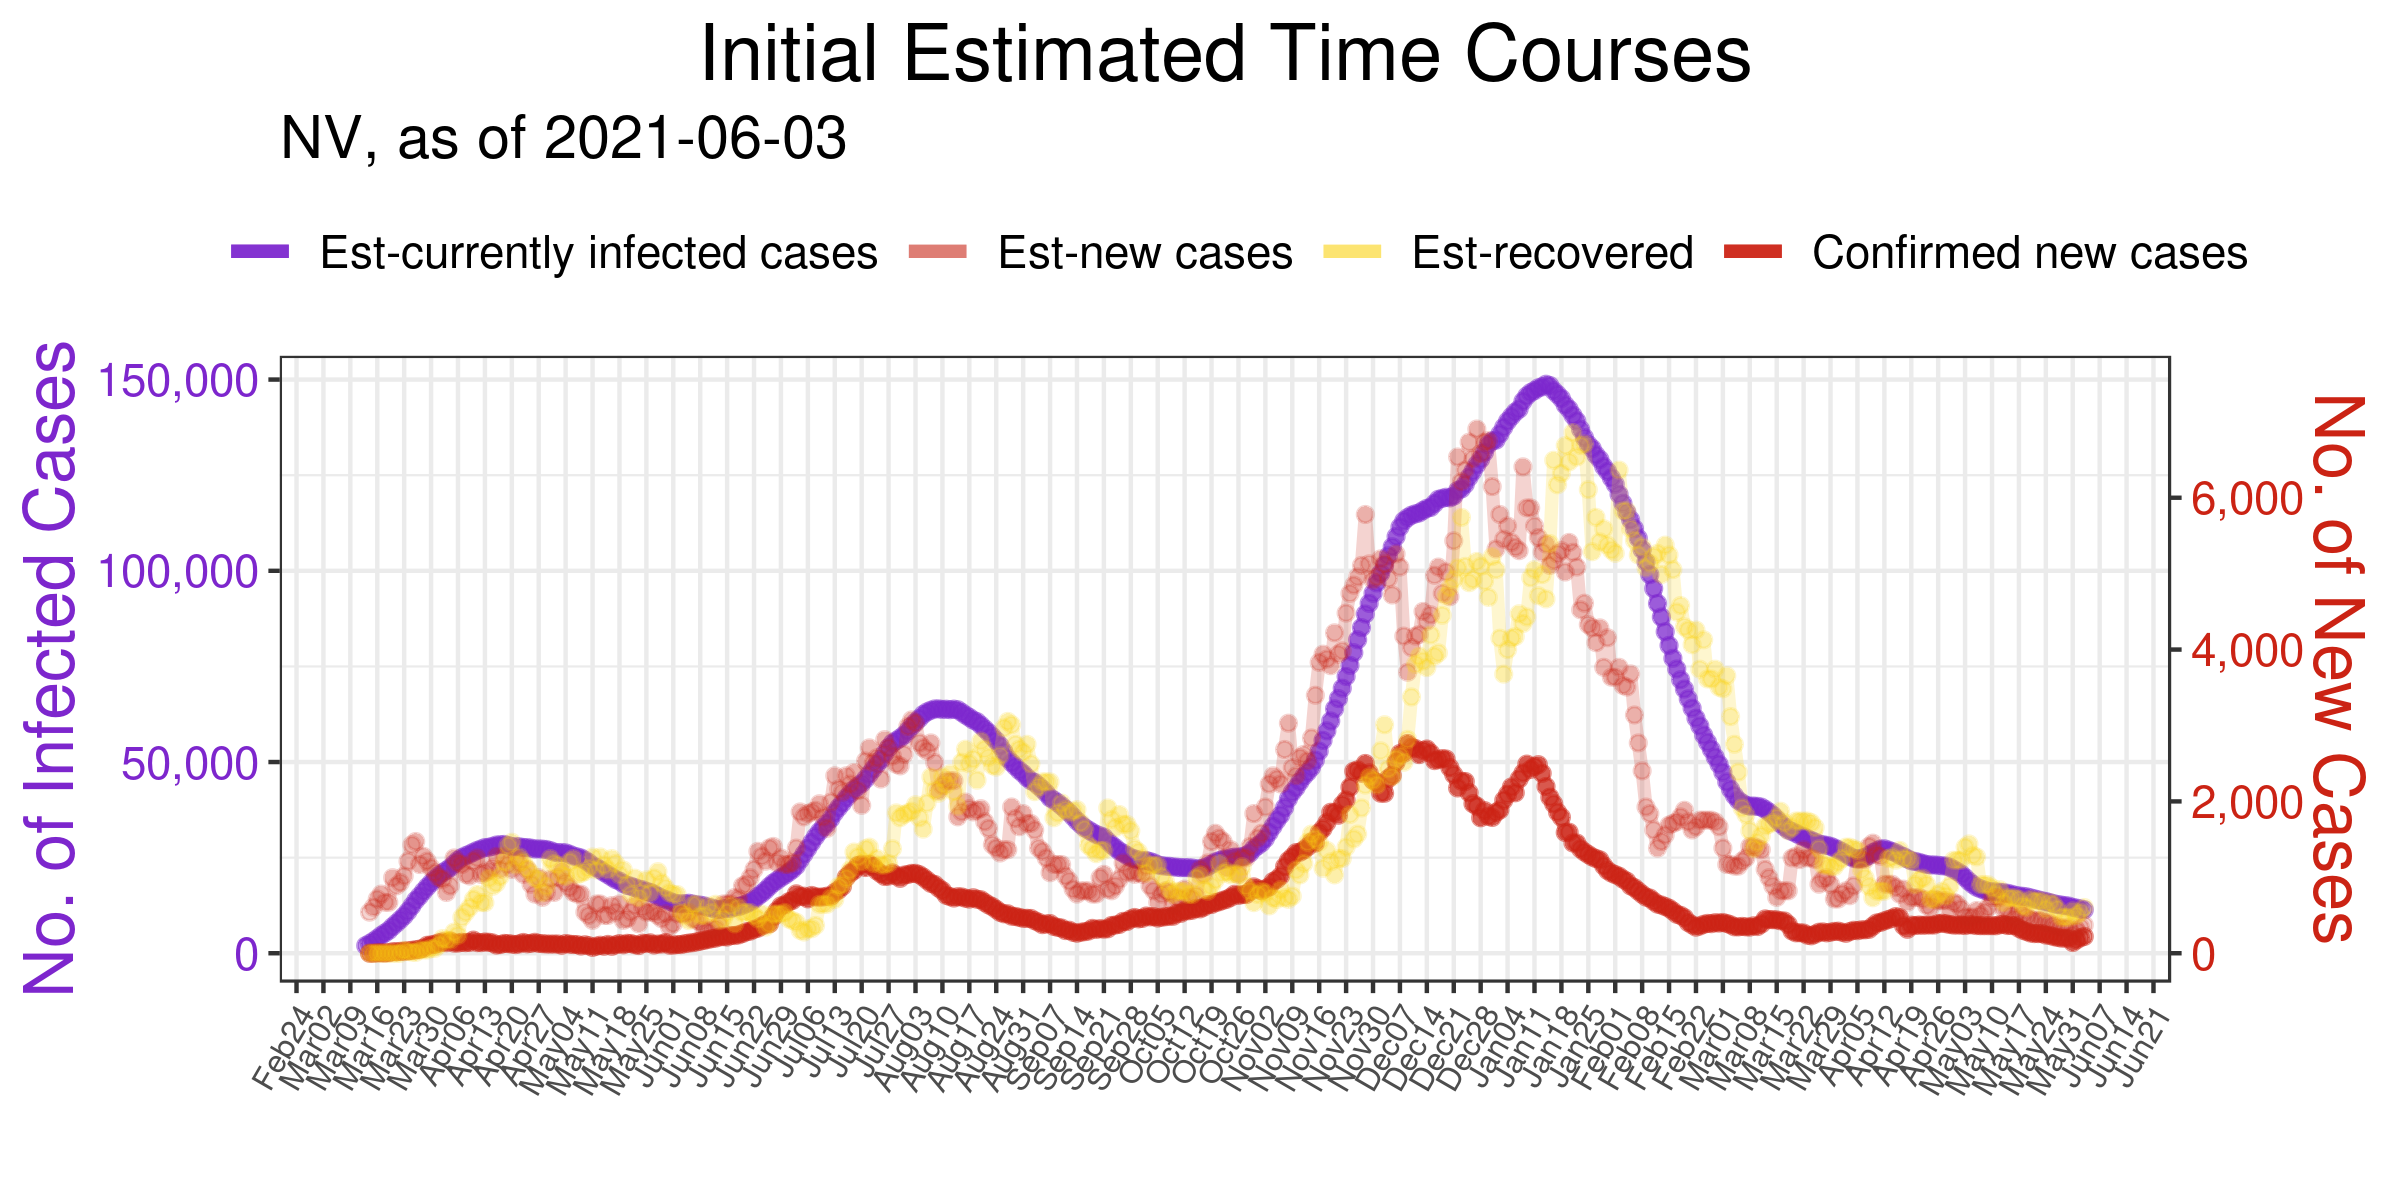 Initial Estimated Time Courses
NV, as of 2021-06-03
Est-currently infected cases Est-new cases Est-recovered Confirmed new cases
No. of Infected Cases
150,000
100,000
50,000
0
No. of New Cases
6,000
4,000
2,000
0
Feb24 Mar02 Mar09 Mar16 Mar23 Mar30 Apr06 Apr13 Apr20 Apr27 May04 May11 May18 May25 Jun01 Jun08 Jun15 Jun22 Jun29 Jul06 Jul13 Jul20 Jul27 Aug03 Aug10 Aug17 Aug24 Aug31 Sep07 Sep14 Sep21 Sep28 Oct05 Oct12 Oct19 Oct26 Nov02 Nov09 Nov16 Nov23 Nov30 Dec07 Dec14 Dec21 Dec28 Jan04 Jan11 Jan18 Jan25 Feb01 Feb08 Feb15 Feb22 Mar01 Mar08 Mar15 Mar22 Mar29 Apr05 Apr12 Apr19 Apr26 May03 May10 May17 May24 May31 Jun07 Jun14 Jun21